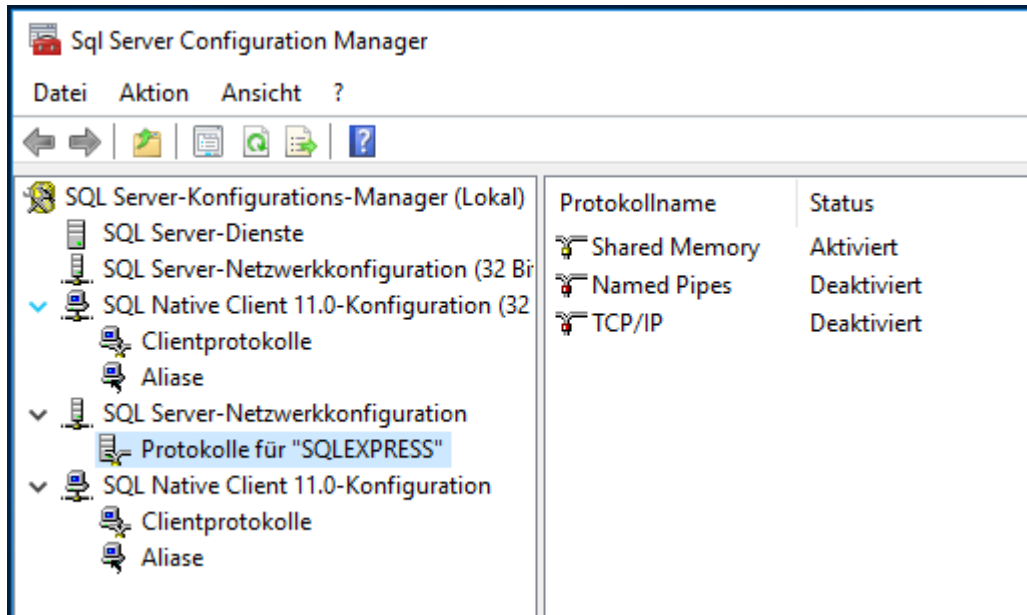 Sql Server Configuration Manager
Datei Aktion Ansicht ?
SQL Server-Konfigurations-Manager (Lokal)
SQL Server-Dienste
SQL Server-Netzwerkkonfiguration (32 Bi
SQL Native Client 11.0-Konfiguration (32
Clientprotokolle
Aliase
SQL Server-Netzwerkkonfiguration
Protokolle für "SQLEXPRESS"
SQL Native Client 11.0-Konfiguration
Clientprotokolle
Aliase
Protokollname Status
Shared Memory Aktiviert
Named Pipes Deaktiviert
TCP/IP Deaktiviert